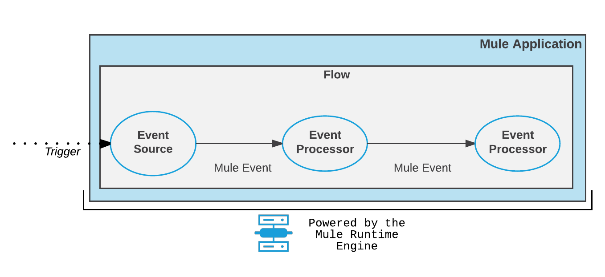 Mule Application
Flow
Trigger
Event
Source
Mule Event
Event
Processor
Mule Event
Event
Processor
Powered by the
Mule Runtime
Engine